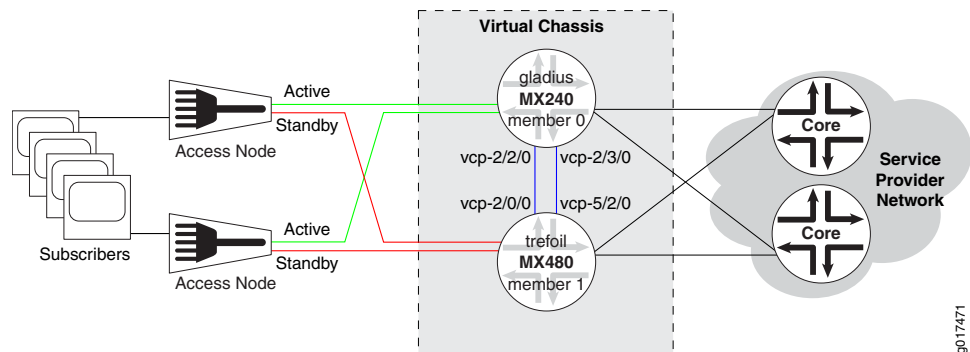 Virtual Chassis
gladius
MX240
member 0
Active
Standby
Access Node
Core
vcp-2/2/0
vcp-2/3/0
Service
Provider
Network
vcp-2/0/0
vcp-5/2/0
Active
Standby
Access Node
Subscribers
trefoil
MX480
member 1
Core
g017471